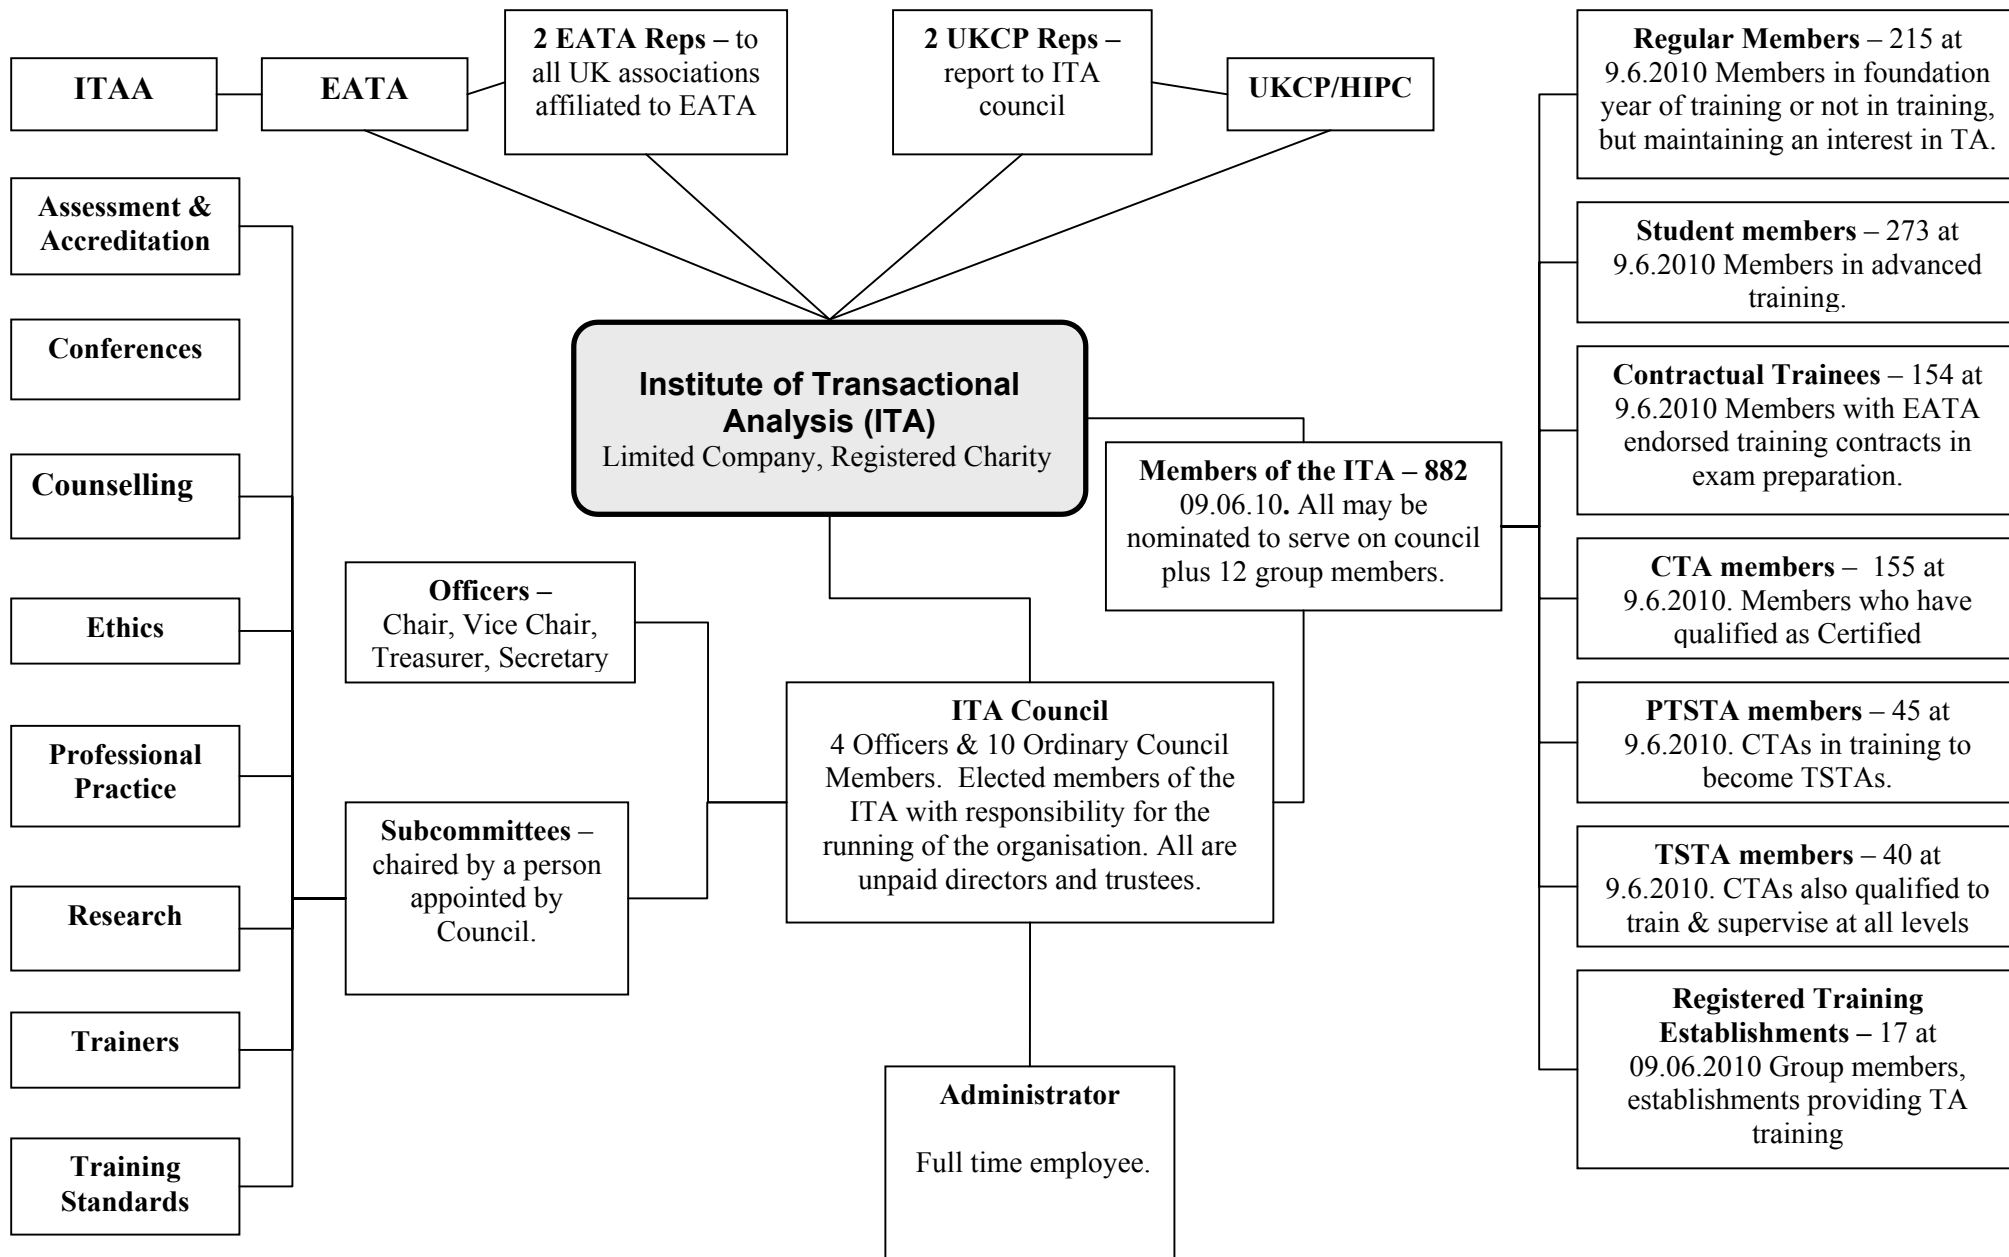 ITAA
EATA
2 EATA Reps – to
all UK associations
affiliated to EATA
2 UKCP Reps –
report to ITA
council
UKCP/HIPC
Assessment &
Accreditation
Conferences
Counselling
Ethics
Professional
Practice
Research
Trainers
Training
Standards
Institute of Transactional
Analysis (ITA)
Limited Company, Registered Charity
Officers –
Chair, Vice Chair,
Treasurer, Secretary
Subcommittees –
chaired by a person
appointed by
Council.
ITA Council
4 Officers & 10 Ordinary Council
Members.  Elected members of the
ITA with responsibility for the
running of the organisation. All are
unpaid directors and trustees.
Administrator
Full time employee.
Members of the ITA – 882
09.06.10. All may be
nominated to serve on council
plus 12 group members.
Regular Members – 215 at
9.6.2010 Members in foundation
year of training or not in training,
but maintaining an interest in TA.
Student members – 273 at
9.6.2010 Members in advanced
training.
Contractual Trainees – 154 at
9.6.2010 Members with EATA
endorsed training contracts in
exam preparation.
CTA members –  155 at
9.6.2010. Members who have
qualified as Certified
PTSTA members – 45 at
9.6.2010. CTAs in training to
become TSTAs.
TSTA members – 40 at
9.6.2010. CTAs also qualified to
train & supervise at all levels
Registered Training
Establishments – 17 at
09.06.2010 Group members,
establishments providing TA
training